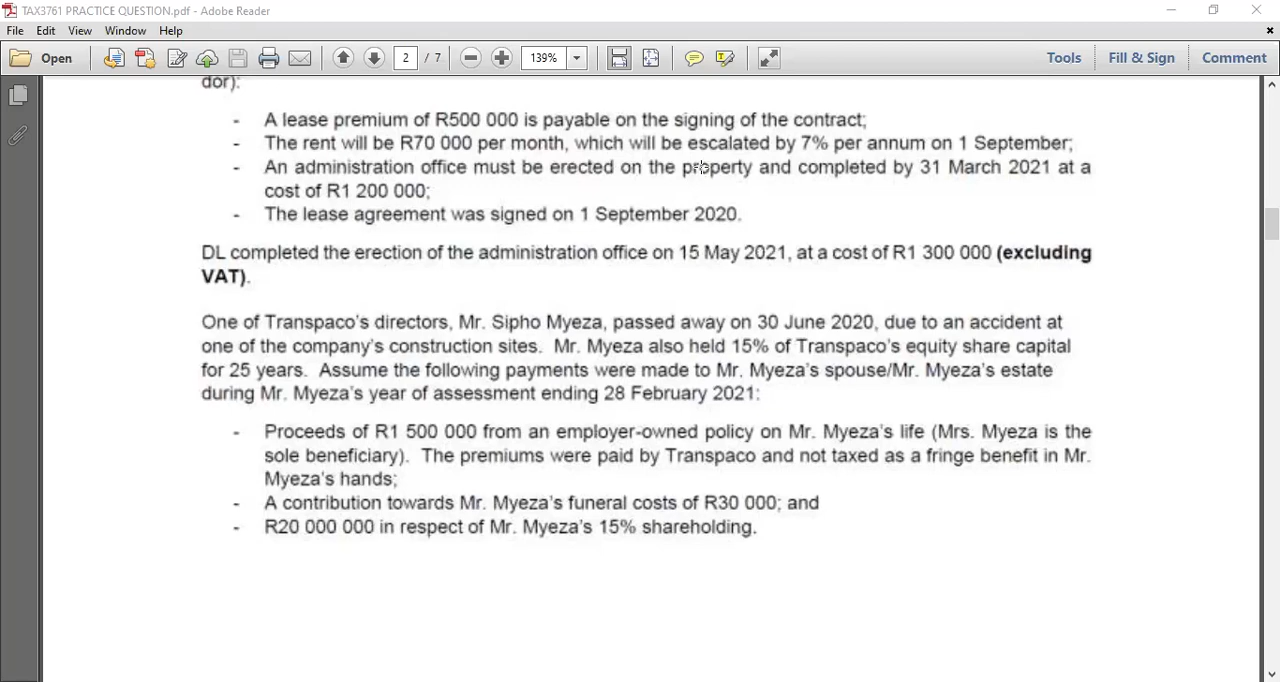 TAX3761 PRACTICE QUESTION.pdf - Adobe Reader
File Edit View Window Help
Open 2 / 7 139% Tools Fill & Sign Comment
dor):
- A lease premium of R500 000 is payable on the signing of the contract;
- The rent will be R70 000 per month, which will be escalated by 7% per annum on 1 September;
- An administration office must be erected on the property and completed by 31 March 2021 at a
cost of R1 200 000;
- The lease agreement was signed on 1 September 2020.
DL completed the erection of the administration office on 15 May 2021, at a cost of R1 300 000 (excluding
VAT).
One of Transpaco's directors, Mr. Sipho Myeza, passed away on 30 June 2020, due to an accident at
one of the company's construction sites. Mr. Myeza also held 15% of Transpaco's equity share capital
for 25 years. Assume the following payments were made to Mr. Myeza's spouse/Mr. Myeza's estate
during Mr. Myeza's year of assessment ending 28 February 2021:
- Proceeds of R1 500 000 from an employer-owned policy on Mr. Myeza's life (Mrs. Myeza is the
sole beneficiary). The premiums were paid by Transpaco and not taxed as a fringe benefit in Mr.
Myeza's hands;
- A contribution towards Mr. Myeza's funeral costs of R30 000; and
- R20 000 000 in respect of Mr. Myeza's 15% shareholding.